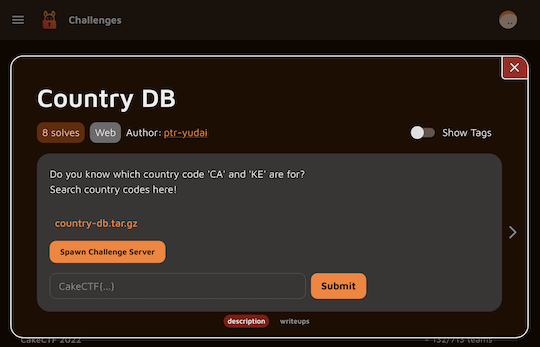 Challenges
Country DB
8 solves Web Author: ptr-yudai Show Tags
Do you know which country code 'CA' and 'KE' are for?
Search country codes here!
country-db.tar.gz
Spawn Challenge Server
CakeCTF{...} Submit
description writeups
CakeCTF 2022 132/713 teams